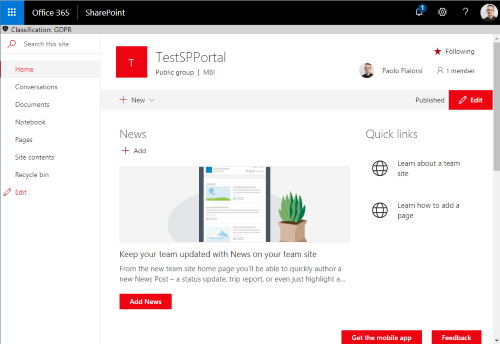 Office 365 SharePoint 1 ?
Classification: GDPR
Search this site
Home
Conversations
Documents
Notebook
Pages
Site contents
Recycle bin
Edit
T
TestSPPortal
Public group | MBI
Following
Paolo Pialorsi 1 member
New
Published Edit
News
Add
Keep your team updated with News on your team site
From the new team site home page you'll be able to quickly author a
new News Post – a status update, trip report, or even just highlight a...
Add News
Quick links
Learn about a team
site
Learn how to add a
page
Get the mobile app Feedback